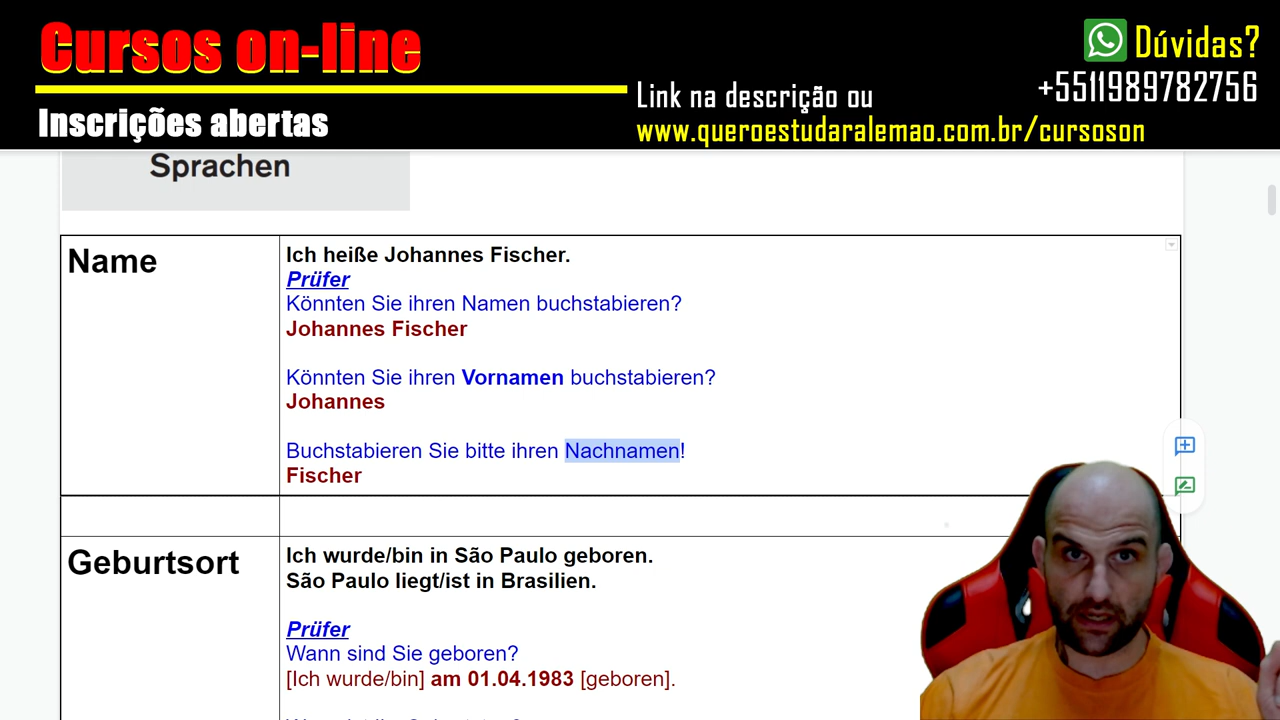 Cursos on-line
Inscrições abertas
Dúvidas?
+5511989782756
Link na descrição ou
www.queroestudaralemao.com.br/cursoson
Sprachen
Name
Ich heiße Johannes Fischer.
Prüfer
Könnten Sie ihren Namen buchstabieren?
Johannes Fischer
Könnten Sie ihren Vornamen buchstabieren?
Johannes
Buchstabieren Sie bitte ihren Nachnamen!
Fischer
Geburtsort
Ich wurde/bin in São Paulo geboren.
São Paulo liegt/ist in Brasilien.
Prüfer
Wann sind Sie geboren?
[Ich wurde/bin] am 01.04.1983 [geboren].